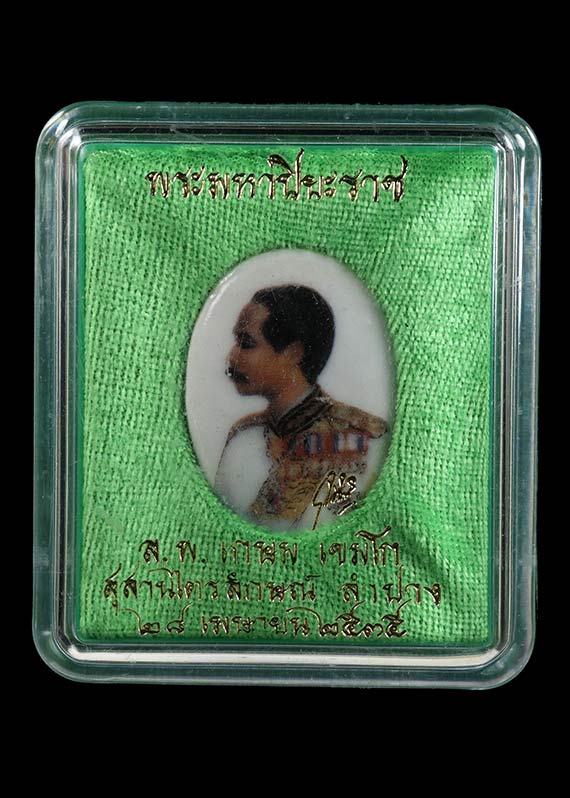 พระมหาปิยะราช
ล.พ. เกษม เขมโก
สุสานไตรลักษณ์ ลำปาง
๒๘ เมษายน ๒๕๓๕